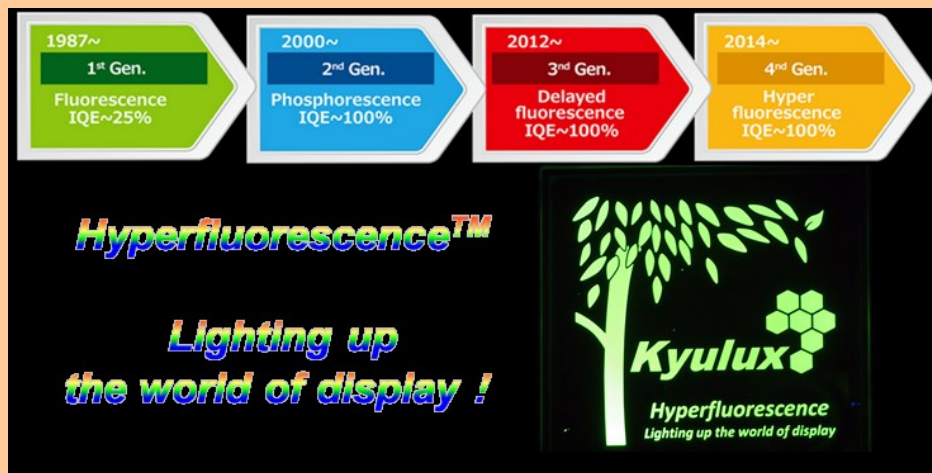 1987~
1st Gen.
Fluorescence
IQE~25%
2000~
2nd Gen.
Phosphorescence
IQE~100%
2012~
3nd Gen.
Delayed
fluorescence
IQE~100%
2014~
4nd Gen.
Hyper
fluorescence
IQE~100%
Hyperfluorescence™
Lighting up
the world of display !
Kyulux
Hyperfluorescence
Lighting up the world of display